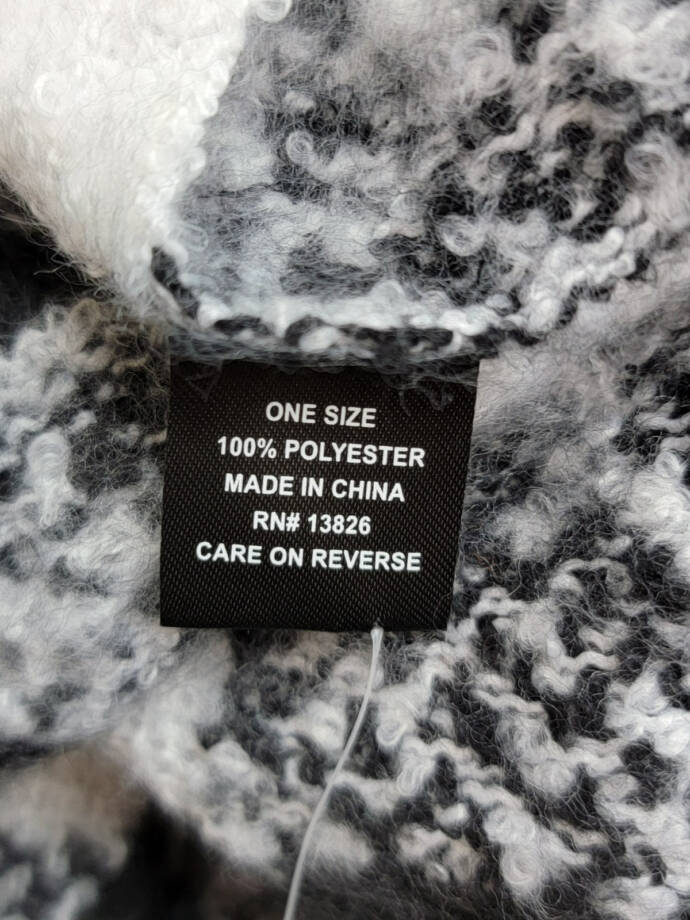 ONE SIZE
100% POLYESTER
MADE IN CHINA
RN# 13826
CARE ON REVERSE